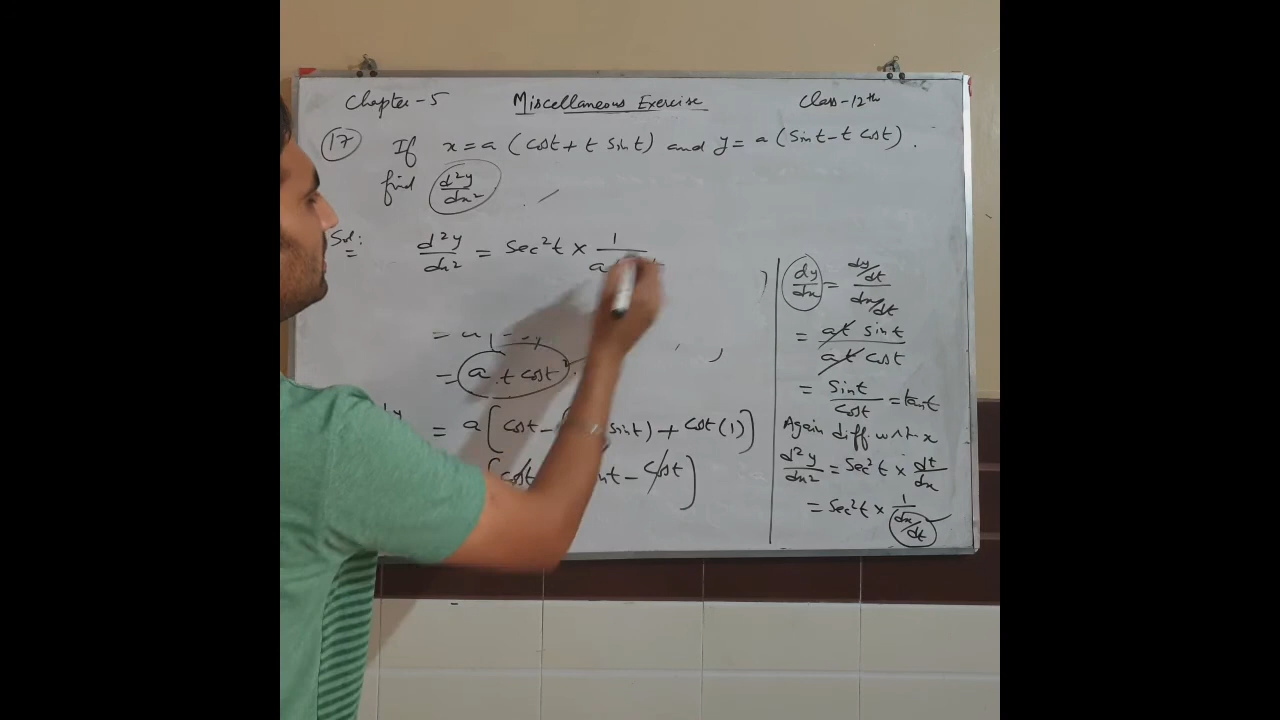 Chapter - 5 Miscellaneous Exercise Class - 12th
17 If x = a (cost + t sint) and y = a (sint - t cost).
find d²y/dx²
Sol:
d²y/dx² = sec²t × 1/a
=
= a . t cost
= a [cost - sint) + cost (1)]
[cost - cost]
dy/dx = dy/dt / dx/dt
= at sint / at cost
= sint / cost = tant
Again diff w.r.t. x
d²y/dx² = sec²t × dt/dx
= sec²t × 1 / dx/dt